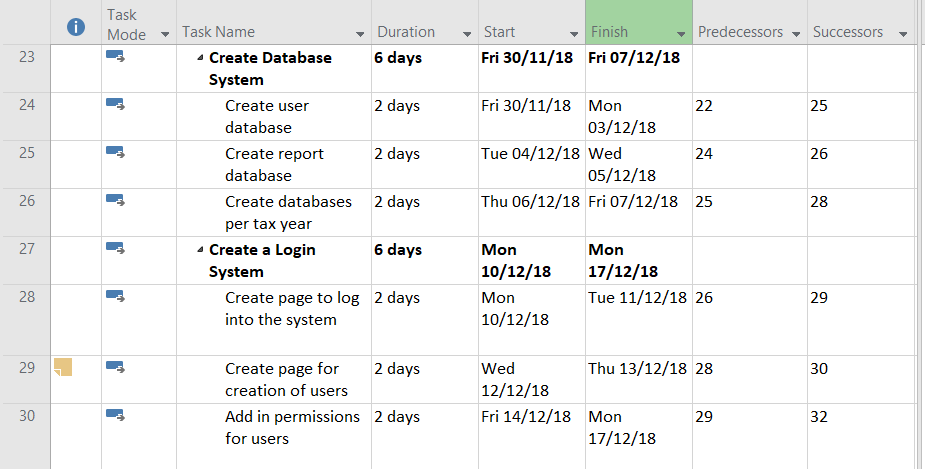 i Task Mode Task Name Duration Start Finish Predecessors Successors
23 Create Database System 6 days Fri 30/11/18 Fri 07/12/18
24 Create user database 2 days Fri 30/11/18 Mon 03/12/18 22 25
25 Create report database 2 days Tue 04/12/18 Wed 05/12/18 24 26
26 Create databases per tax year 2 days Thu 06/12/18 Fri 07/12/18 25 28
27 Create a Login System 6 days Mon 10/12/18 Mon 17/12/18
28 Create page to log into the system 2 days Mon 10/12/18 Tue 11/12/18 26 29
29 Create page for creation of users 2 days Wed 12/12/18 Thu 13/12/18 28 30
30 Add in permissions for users 2 days Fri 14/12/18 Mon 17/12/18 29 32